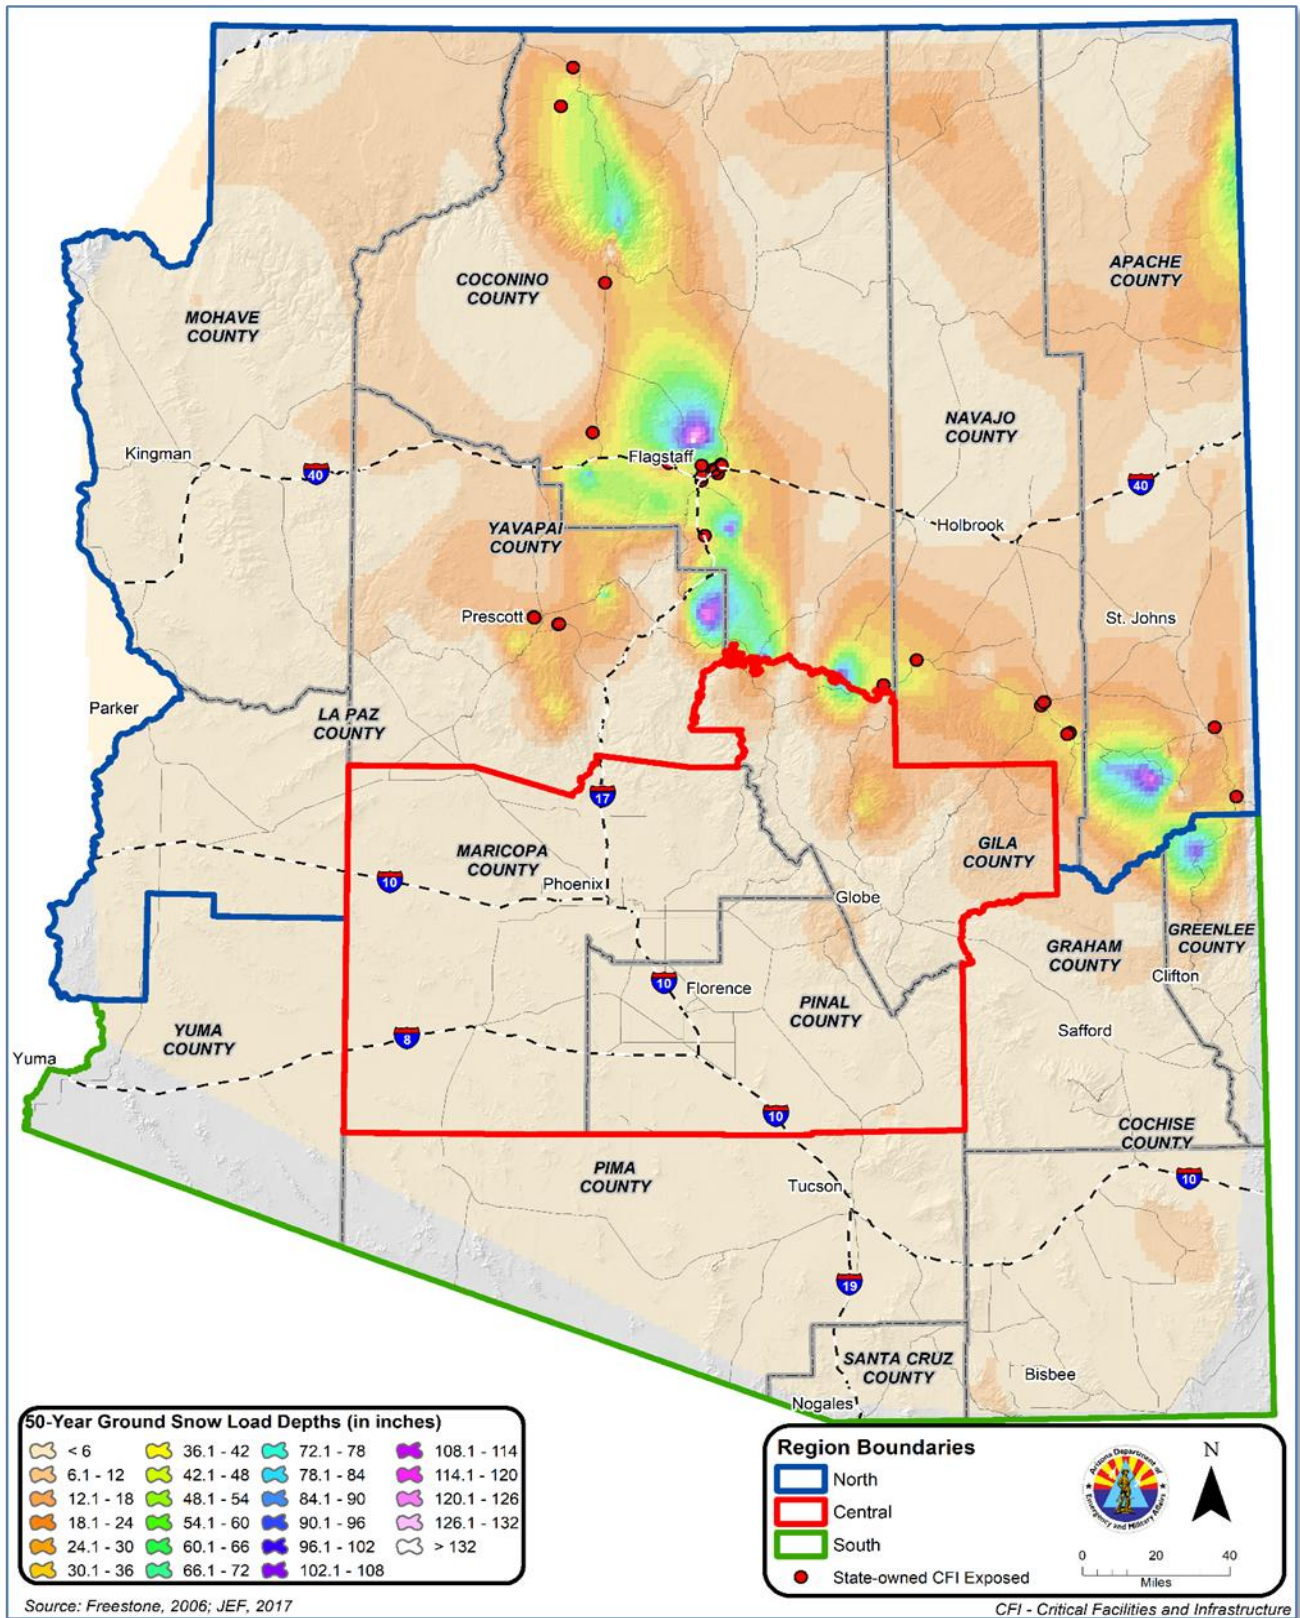 COCONINO
COUNTY
APACHE
COUNTY
MOHAVE
COUNTY
NAVAJO
COUNTY
Kingman
40
Flagstaff
40
Holbrook
YAVAPAI
COUNTY
Prescott
St. Johns
Parker
LA PAZ
COUNTY
17
MARICOPA
COUNTY
GILA
COUNTY
10
Phoenix
Globe
GREENLEE
COUNTY
GRAHAM
COUNTY
Clifton
10
Florence
PINAL
COUNTY
YUMA
COUNTY
8
Safford
Yuma
10
COCHISE
COUNTY
PIMA
COUNTY
Tucson
10
19
SANTA CRUZ
COUNTY
Bisbee
Nogales
50-Year Ground Snow Load Depths (in inches)
< 6
6.1 - 12
12.1 - 18
18.1 - 24
24.1 - 30
30.1 - 36
36.1 - 42
42.1 - 48
48.1 - 54
54.1 - 60
60.1 - 66
66.1 - 72
72.1 - 78
78.1 - 84
84.1 - 90
90.1 - 96
96.1 - 102
102.1 - 108
108.1 - 114
114.1 - 120
120.1 - 126
126.1 - 132
> 132
Region Boundaries
North
Central
South
State-owned CFI Exposed
Arizona Department of
Emergency and Military Affairs
N
0 20 40
Miles
Source: Freestone, 2006; JEF, 2017
CFI - Critical Facilities and Infrastructure